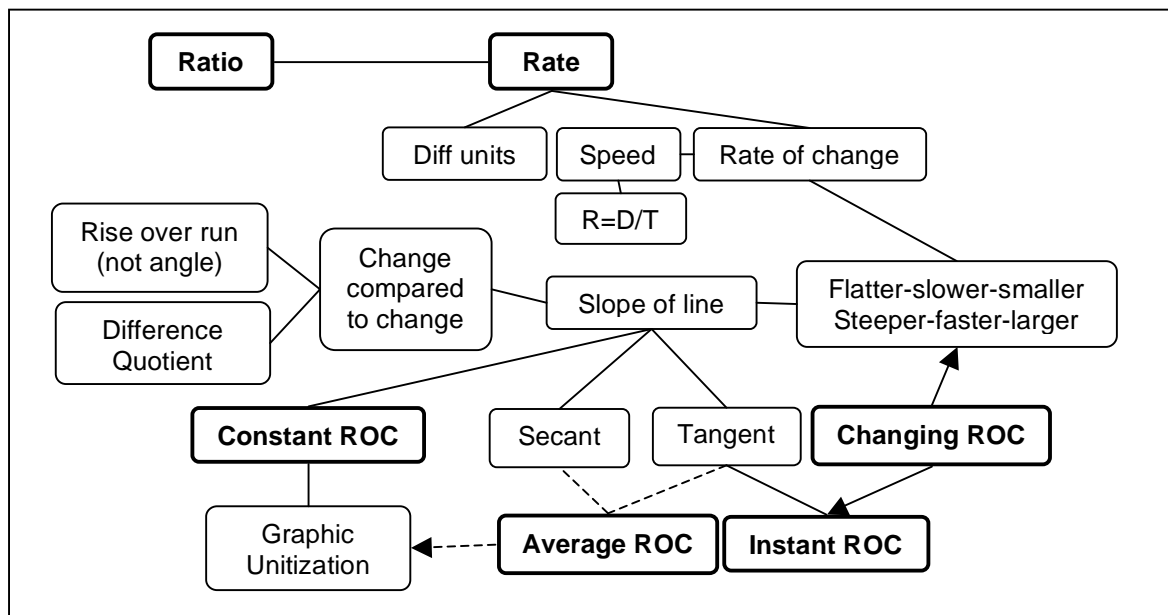 Ratio
Rate
Diff units
Speed
Rate of change
R=D/T
Rise over run
(not angle)
Change
compared
to change
Slope of line
Flatter-slower-smaller
Steeper-faster-larger
Difference
Quotient
Constant ROC
Secant
Tangent
Changing ROC
Graphic
Unitization
Average ROC
Instant ROC